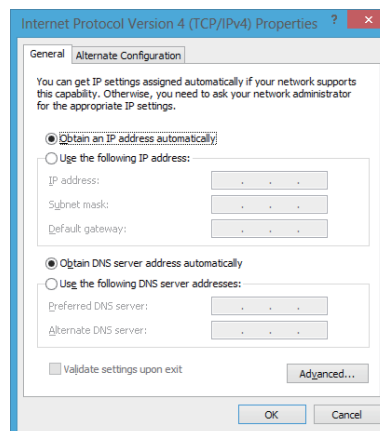 Internet Protocol Version 4 (TCP/IPv4) Properties ? ×
General Alternate Configuration
You can get IP settings assigned automatically if your network supports
this capability. Otherwise, you need to ask your network administrator
for the appropriate IP settings.
Obtain an IP address automatically
Use the following IP address:
IP address: . . .
Subnet mask: . . .
Default gateway: . . .
Obtain DNS server address automatically
Use the following DNS server addresses:
Preferred DNS server: . . .
Alternate DNS server: . . .
Validate settings upon exit
Advanced...
OK Cancel